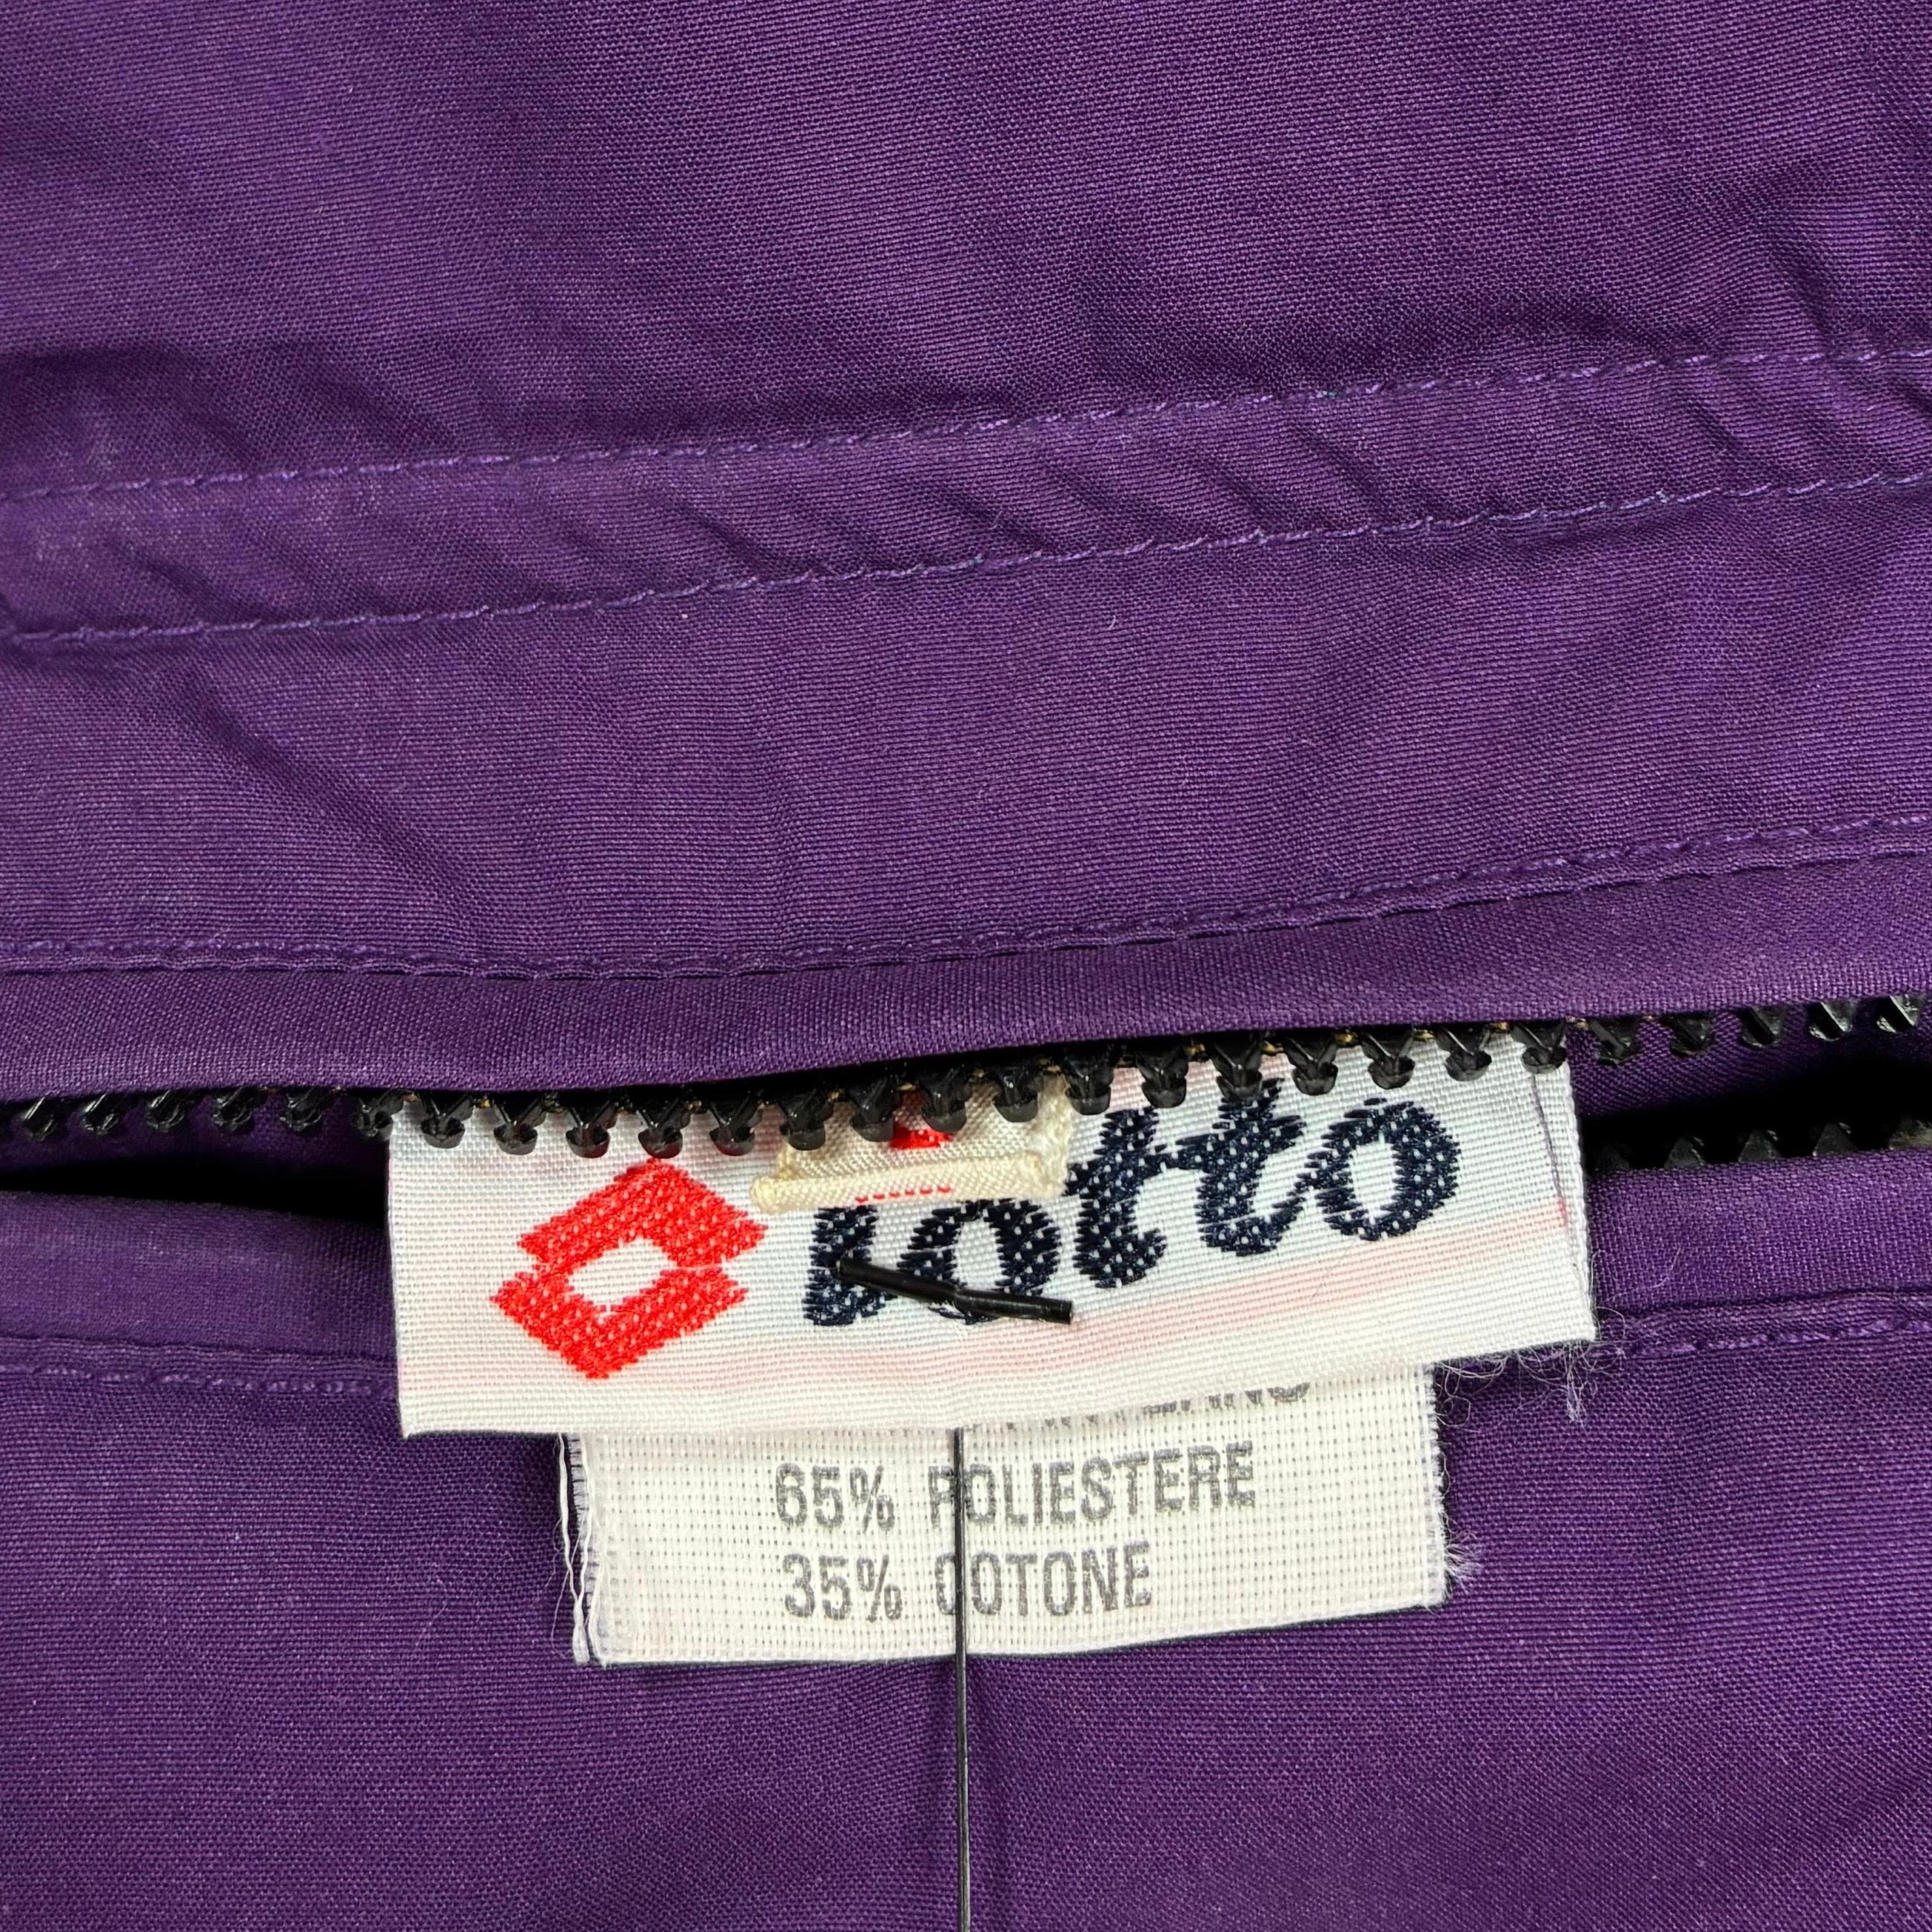 lotto
65% POLIESTERE
35% COTONE